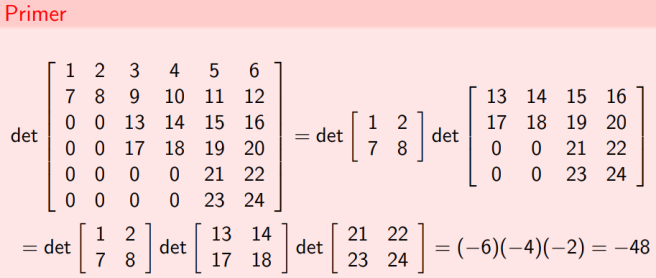 Primer
det [ 1 2 3 4 5 6 ; 7 8 9 10 11 12 ; 0 0 13 14 15 16 ; 0 0 17 18 19 20 ; 0 0 0 0 21 22 ; 0 0 0 0 23 24 ] = det [ 1 2 ; 7 8 ] det [ 13 14 15 16 ; 17 18 19 20 ; 0 0 21 22 ; 0 0 23 24 ]
= det [ 1 2 ; 7 8 ] det [ 13 14 ; 17 18 ] det [ 21 22 ; 23 24 ] = (−6)(−4)(−2) = −48